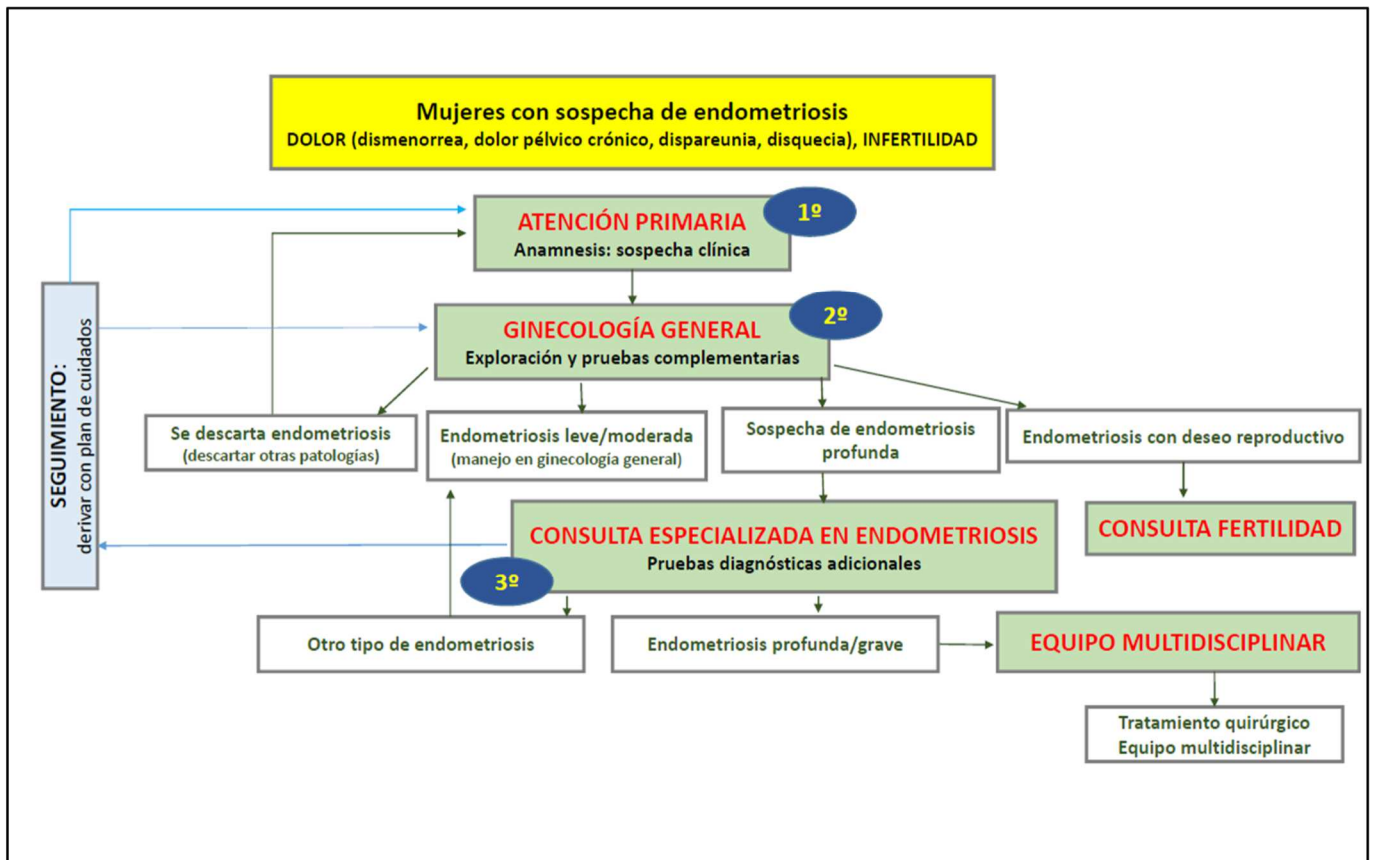 Mujeres con sospecha de endometriosis
DOLOR (dismenorrea, dolor pélvico crónico, dispareunia, disquecia), INFERTILIDAD
ATENCIÓN PRIMARIA
1º
Anamnesis: sospecha clínica
GINECOLOGÍA GENERAL
2º
Exploración y pruebas complementarias
SEGUIMIENTO:
derivar con plan de cuidados
Se descarta endometriosis
(descartar otras patologías)
Endometriosis leve/moderada
(manejo en ginecología general)
Sospecha de endometriosis
profunda
Endometriosis con deseo reproductivo
CONSULTA ESPECIALIZADA EN ENDOMETRIOSIS
Pruebas diagnósticas adicionales
3º
CONSULTA FERTILIDAD
Otro tipo de endometriosis
Endometriosis profunda/grave
EQUIPO MULTIDISCIPLINAR
Tratamiento quirúrgico
Equipo multidisciplinar